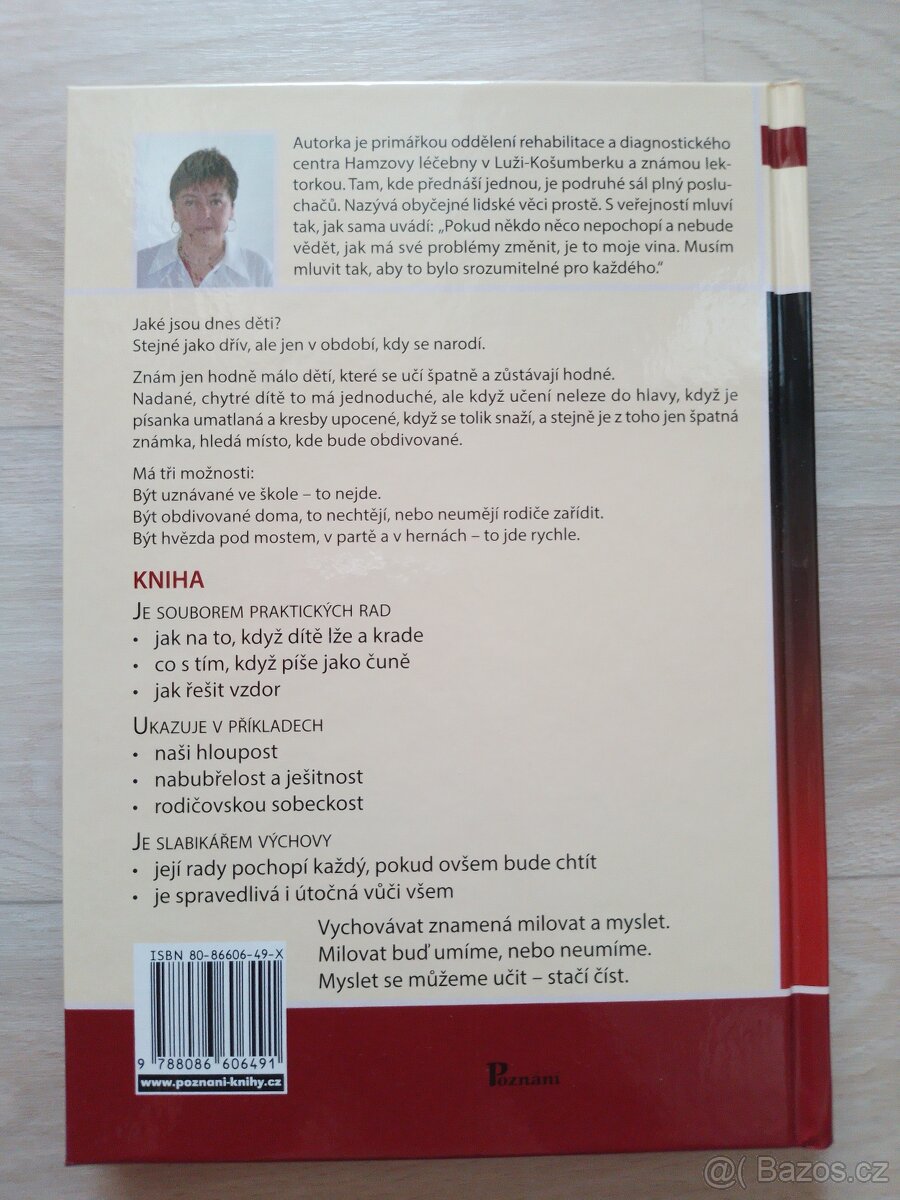 Autorka je primářkou oddělení rehabilitace a diagnostického
centra Hamzovy léčebny v Luži-Košumberku a známou lek-
torkou. Tam, kde přednáší jednou, je podruhé sál plný poslu-
chačů. Nazývá obyčejné lidské věci prostě. S veřejností mluví
tak, jak sama uvádí: „Pokud někdo něco nepochopí a nebude
vědět, jak má své problémy změnit, je to moje vina. Musím
mluvit tak, aby to bylo srozumitelné pro každého.“
Jaké jsou dnes děti?
Stejné jako dřív, ale jen v období, kdy se narodí.
Znám jen hodně málo dětí, které se učí špatně a zůstávají hodné.
Nadané, chytré dítě to má jednoduché, ale když učení neleze do hlavy, když je
písanka umatlaná a kresby upocené, když se tolik snaží, a stejně je z toho jen špatná
známka, hledá místo, kde bude obdivované.
Má tři možnosti:
Být uznávané ve škole – to nejde.
Být obdivované doma, to nechtějí, nebo neumějí rodiče zařídit.
Být hvězda pod mostem, v partě a v hernách – to jde rychle.
KNIHA
JE SOUBOREM PRAKTICKÝCH RAD
• jak na to, když dítě lže a krade
• co s tím, když píše jako čuně
• jak řešit vzdor
UKAZUJE V PŘÍKLADECH
• naši hloupost
• nabubřelost a ješitnost
• rodičovskou sobeckost
JE SLABIKÁŘEM VÝCHOVY
• její rady pochopí každý, pokud ovšem bude chtít
• je spravedlivá i útočná vůči všem
Vychovávat znamená milovat a myslet.
Milovat buď umíme, nebo neumíme.
Myslet se můžeme učit – stačí číst.
ISBN 80-86606-49-X
9 788086 606491
www.poznani-knihy.cz
Poznání
@( Bazos.cz